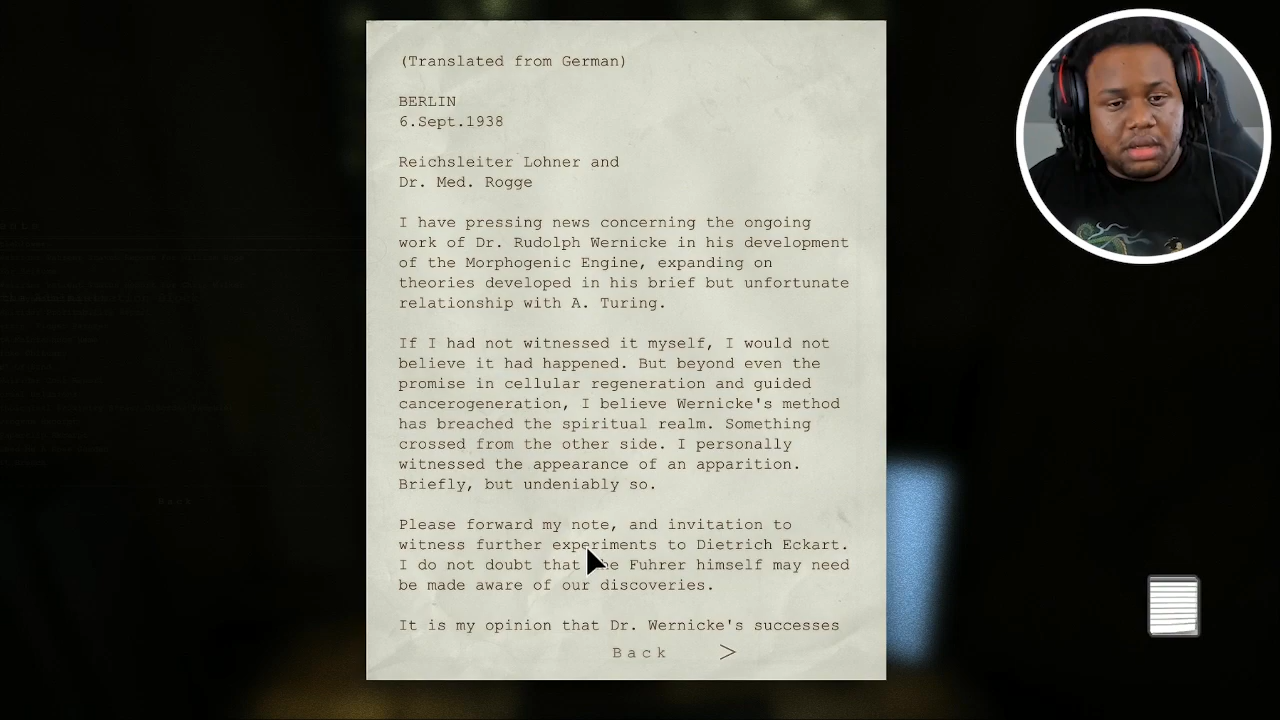 (Translated from German)
BERLIN
6.Sept.1938
Reichsleiter Lohner and
Dr. Med. Rogge
I have pressing news concerning the ongoing
work of Dr. Rudolph Wernicke in his development
of the Morphogenic Engine, expanding on
theories developed in his brief but unfortunate
relationship with A. Turing.
If I had not witnessed it myself, I would not
believe it had happened. But beyond even the
promise in cellular regeneration and guided
cancerogeneration, I believe Wernicke's method
has breached the spiritual realm. Something
crossed from the other side. I personally
witnessed the appearance of an apparition.
Briefly, but undeniably so.
Please forward my note, and invitation to
witness further experiments to Dietrich Eckart.
I do not doubt that the Fuhrer himself may need
be made aware of our discoveries.
It is my opinion that Dr. Wernicke's successes
Back >